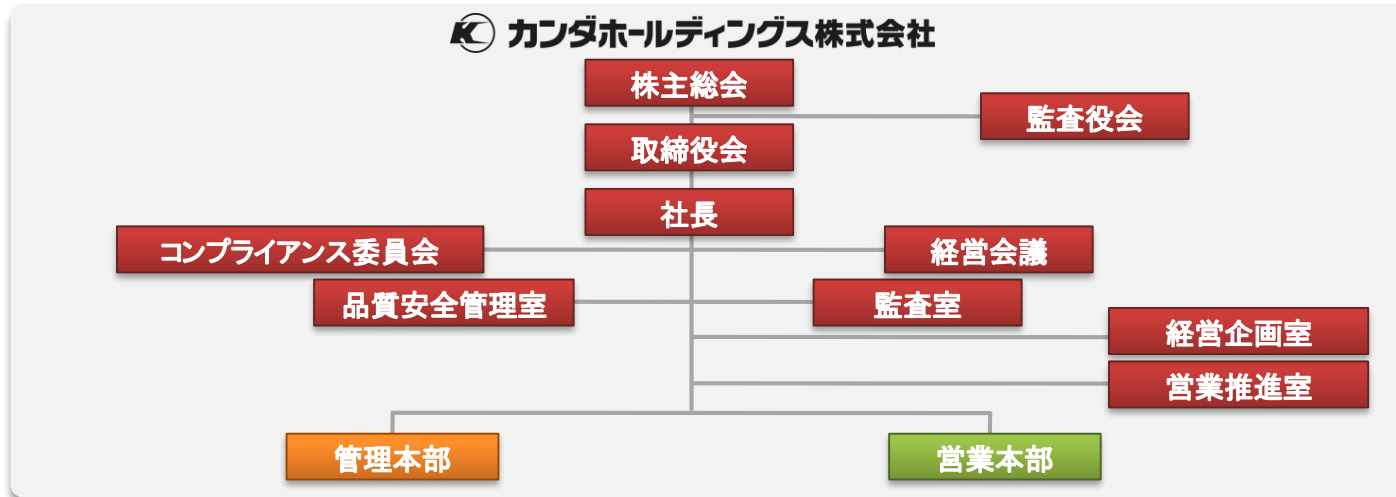 カンダホールディングス株式会社
株主総会
監査役会
取締役会
社長
コンプライアンス委員会
経営会議
品質安全管理室
監査室
経営企画室
営業推進室
管理本部
営業本部